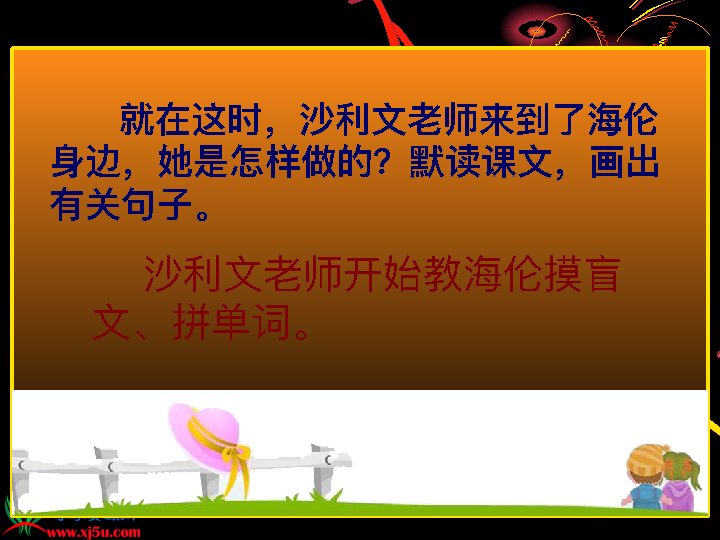 就在这时，沙利文老师来到了海伦
身边，她是怎样做的？默读课文，画出
有关句子。
沙利文老师开始教海伦摸盲
文、拼单词。
www.xj5u.com